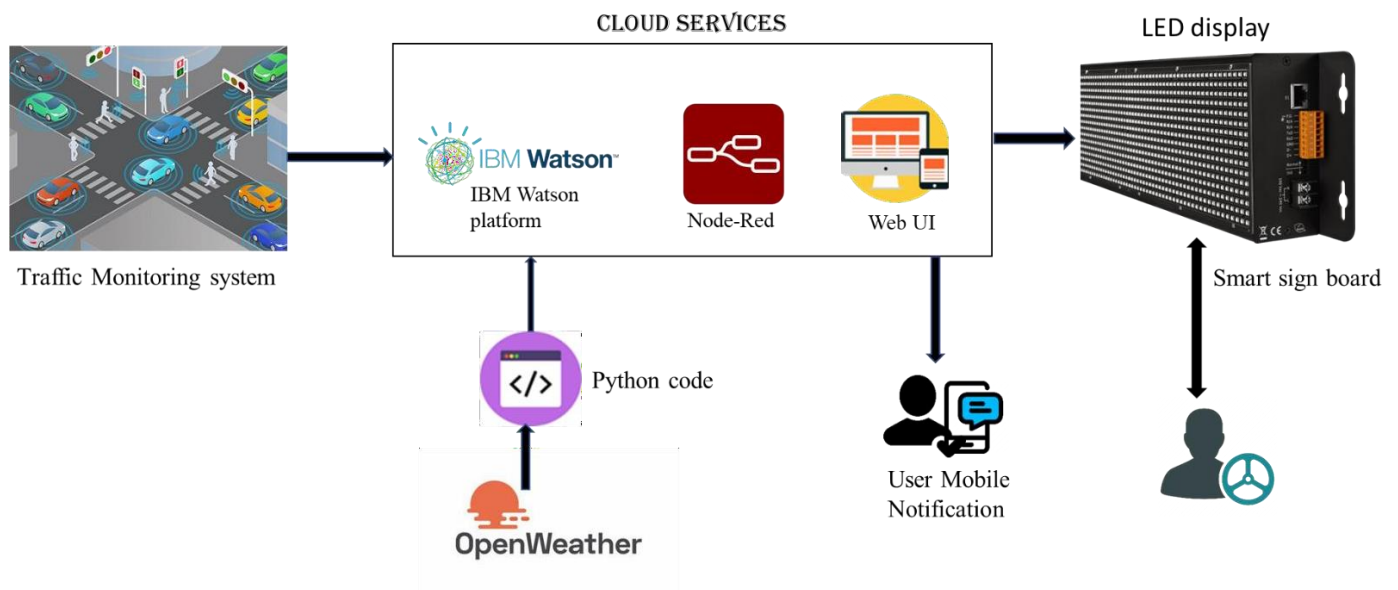 CLOUD SERVICES
LED display
IBM Watson™
IBM Watson
platform
Node-Red
Web UI
Traffic Monitoring system
Smart sign board
</>
Python code
User Mobile
Notification
OpenWeather